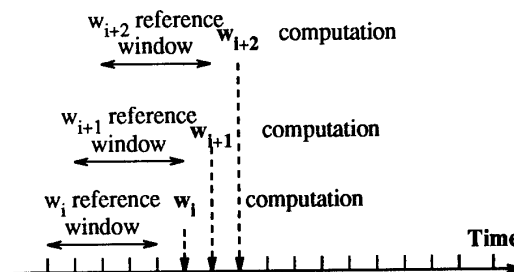 w_{i+2} reference w_{i+2} computation
window
w_{i+1} reference w_{i+1} computation
window
w_i reference w_i computation
window
Time